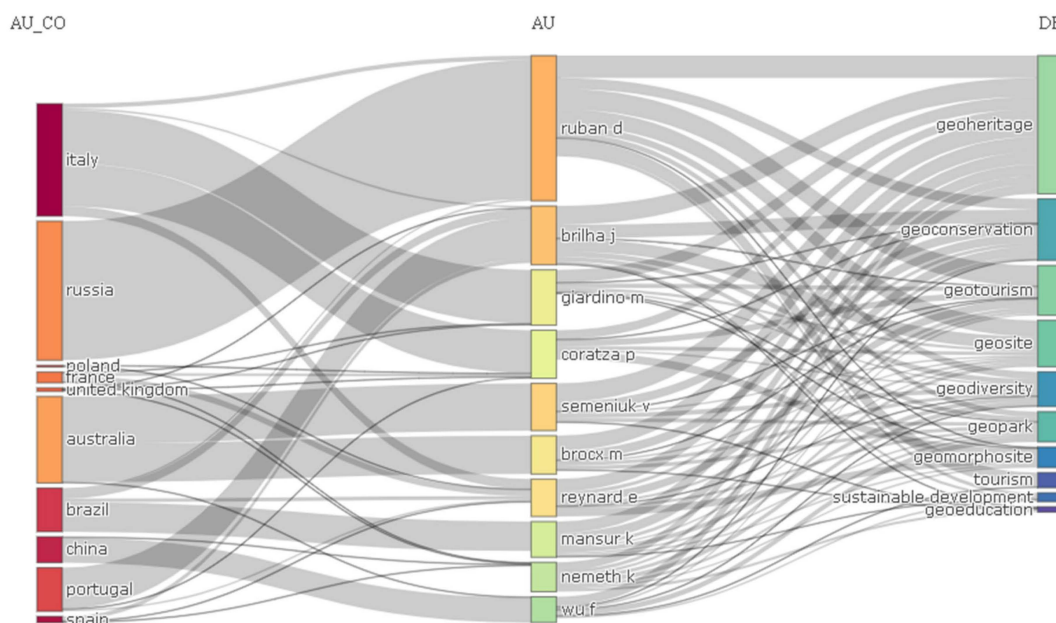 AU_CO
AU
DE
italy
russia
poland
france
united kingdom
australia
brazil
china
portugal
spain
ruban d
brilha j
giardino m
coratza p
semeniuk v
brocx m
reynard e
mansur k
nemeth k
wu f
geoheritage
geoconservation
geotourism
geosite
geodiversity
geopark
geomorphosite
tourism
sustainable development
geoeducation